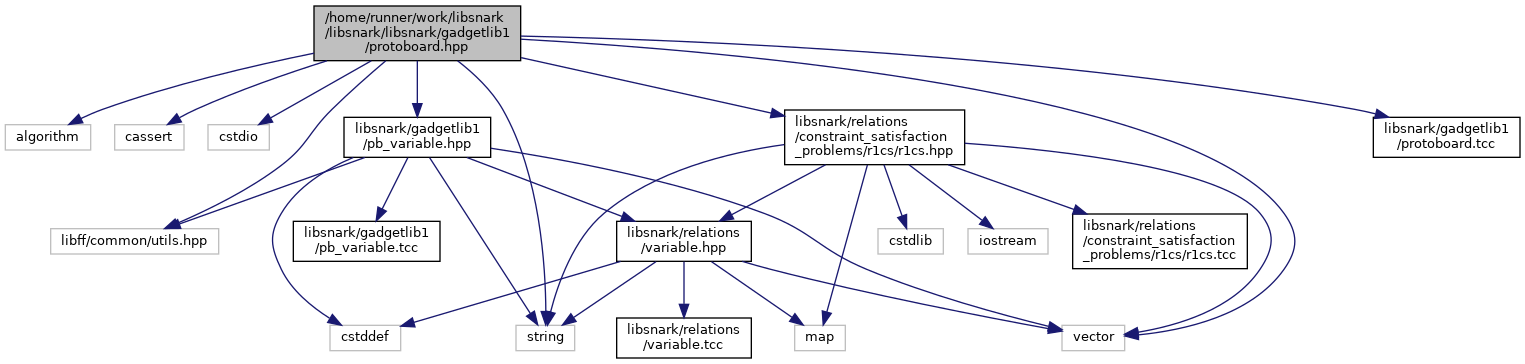 /home/runner/work/libsnark
/libsnark/libsnark/gadgetlib1
/protoboard.hpp
algorithm
cassert
cstdio
libsnark/gadgetlib1
/pb_variable.hpp
libsnark/relations
/constraint_satisfaction
_problems/r1cs/r1cs.hpp
libsnark/gadgetlib1
/protoboard.tcc
libff/common/utils.hpp
libsnark/gadgetlib1
/pb_variable.tcc
libsnark/relations
/variable.hpp
cstdlib
iostream
libsnark/relations
/constraint_satisfaction
_problems/r1cs/r1cs.tcc
cstddef
string
libsnark/relations
/variable.tcc
map
vector